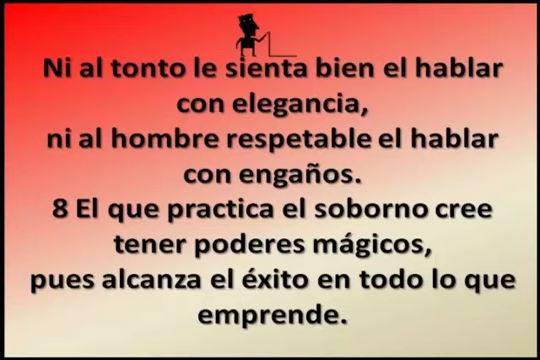 Ni al tonto le sienta bien el hablar
con elegancia,
ni al hombre respetable el hablar
con engaños.
8 El que practica el soborno cree
tener poderes mágicos,
pues alcanza el éxito en todo lo que
emprende.